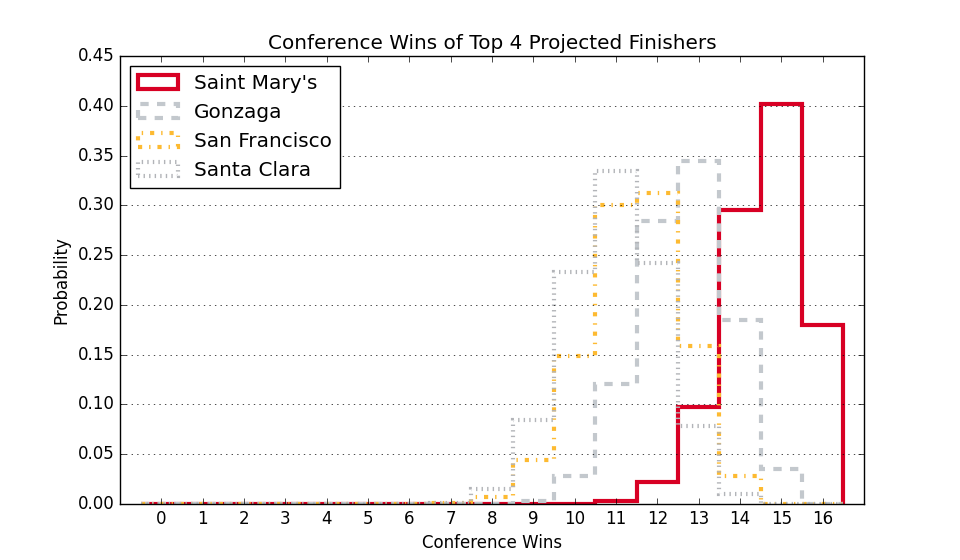 Conference Wins of Top 4 Projected Finishers
0.45
0.40
0.35
0.30
0.25
0.20
0.15
0.10
0.05
0.00
Probability
Saint Mary's
Gonzaga
San Francisco
Santa Clara
0 1 2 3 4 5 6 7 8 9 10 11 12 13 14 15 16
Conference Wins